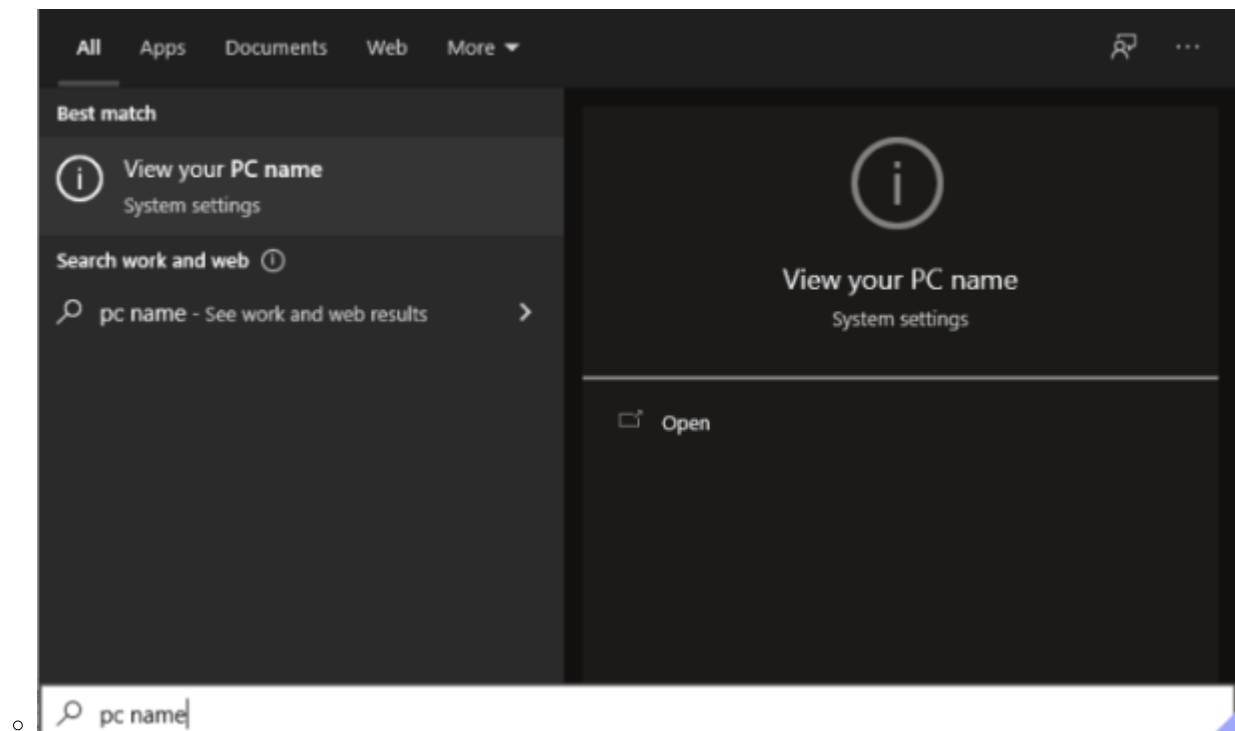 All Apps Documents Web More
Best match
View your PC name
System settings
Search work and web
pc name - See work and web results
View your PC name
System settings
Open
pc name